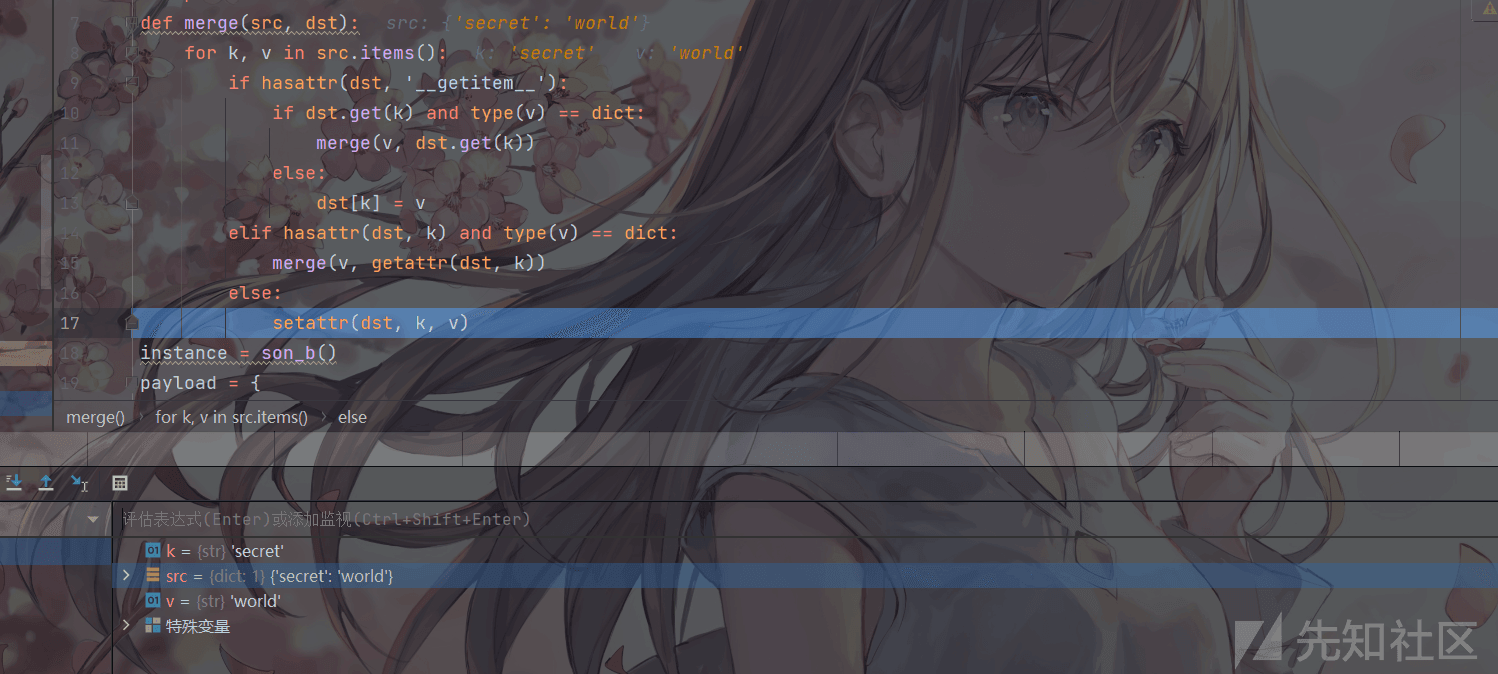 7 def merge(src, dst): src: {'secret': 'world'}
8 for k, v in src.items(): k: 'secret' v: 'world'
9 if hasattr(dst, '__getitem__'):
10 if dst.get(k) and type(v) == dict:
11 merge(v, dst.get(k))
12 else:
13 dst[k] = v
14 elif hasattr(dst, k) and type(v) == dict:
15 merge(v, getattr(dst, k))
16 else:
17 setattr(dst, k, v)
18 instance = son_b()
19 payload = {
merge() › for k, v in src.items() › else
评估表达式(Enter)或添加监视(Ctrl+Shift+Enter)
01 k = {str} 'secret'
src = {dict: 1} {'secret': 'world'}
01 v = {str} 'world'
特殊变量
先知社区